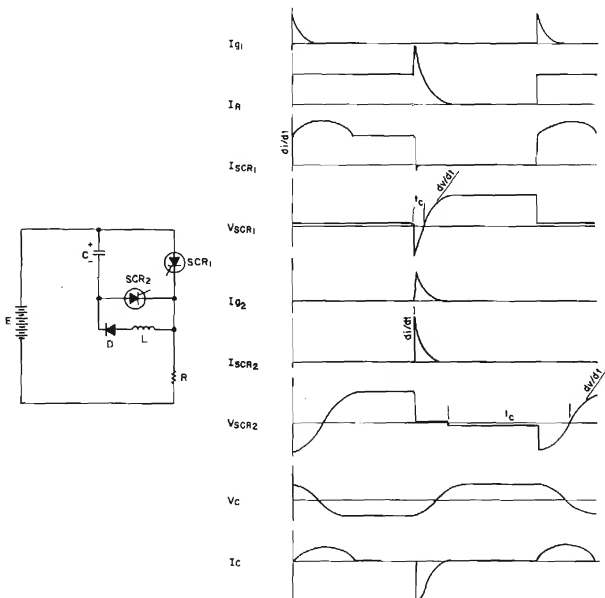 Ig1
IR
di/dt
ISCR1
tc
dv/dt
VSCR1
Ig2
di/dt
ISCR2
dv/dt
tc
VSCR2
VC
IC
+
C
-
SCR1
SCR2
E
D
L
R